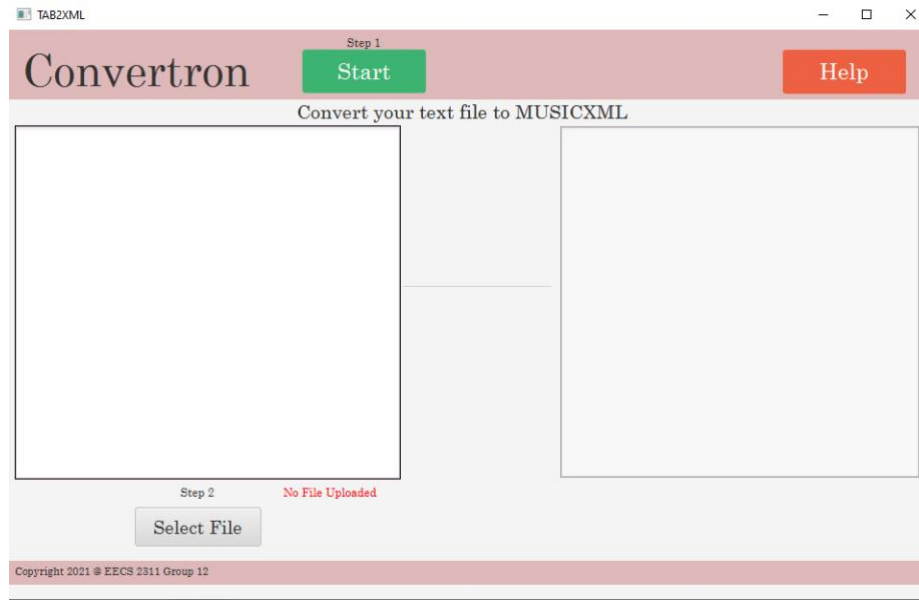 TAB2XML
Step 1
Convertron
Start
Help
Convert your text file to MUSICXML
Step 2
No File Uploaded
Select File
Copyright 2021 @ EECS 2311 Group 12